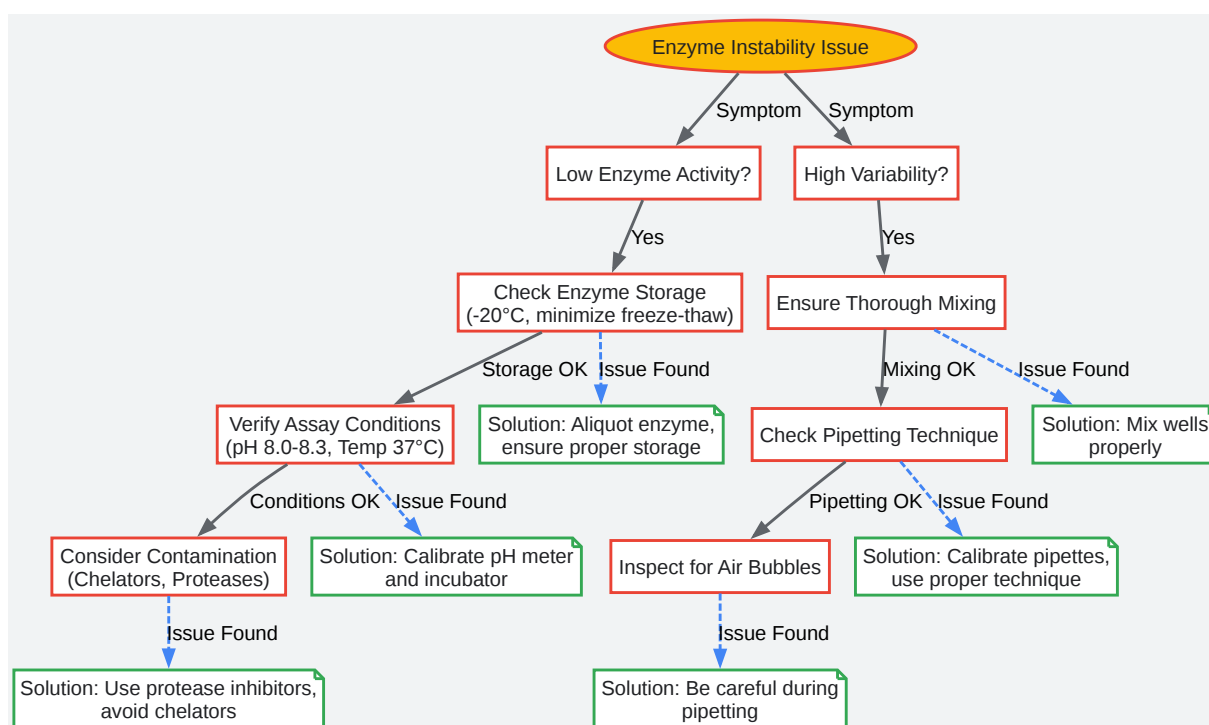 Enzyme Instability Issue
Symptom
Symptom
Low Enzyme Activity?
High Variability?
Yes
Yes
Check Enzyme Storage
(-20°C, minimize freeze-thaw)
Ensure Thorough Mixing
Storage OK
Issue Found
Mixing OK
Issue Found
Verify Assay Conditions
(pH 8.0-8.3, Temp 37°C)
Solution: Aliquot enzyme,
ensure proper storage
Check Pipetting Technique
Solution: Mix wells
properly
Conditions OK
Issue Found
Pipetting OK
Issue Found
Consider Contamination
(Chelators, Proteases)
Solution: Calibrate pH meter
and incubator
Inspect for Air Bubbles
Solution: Calibrate pipettes,
use proper technique
Issue Found
Issue Found
Solution: Use protease inhibitors,
avoid chelators
Solution: Be careful during
pipetting